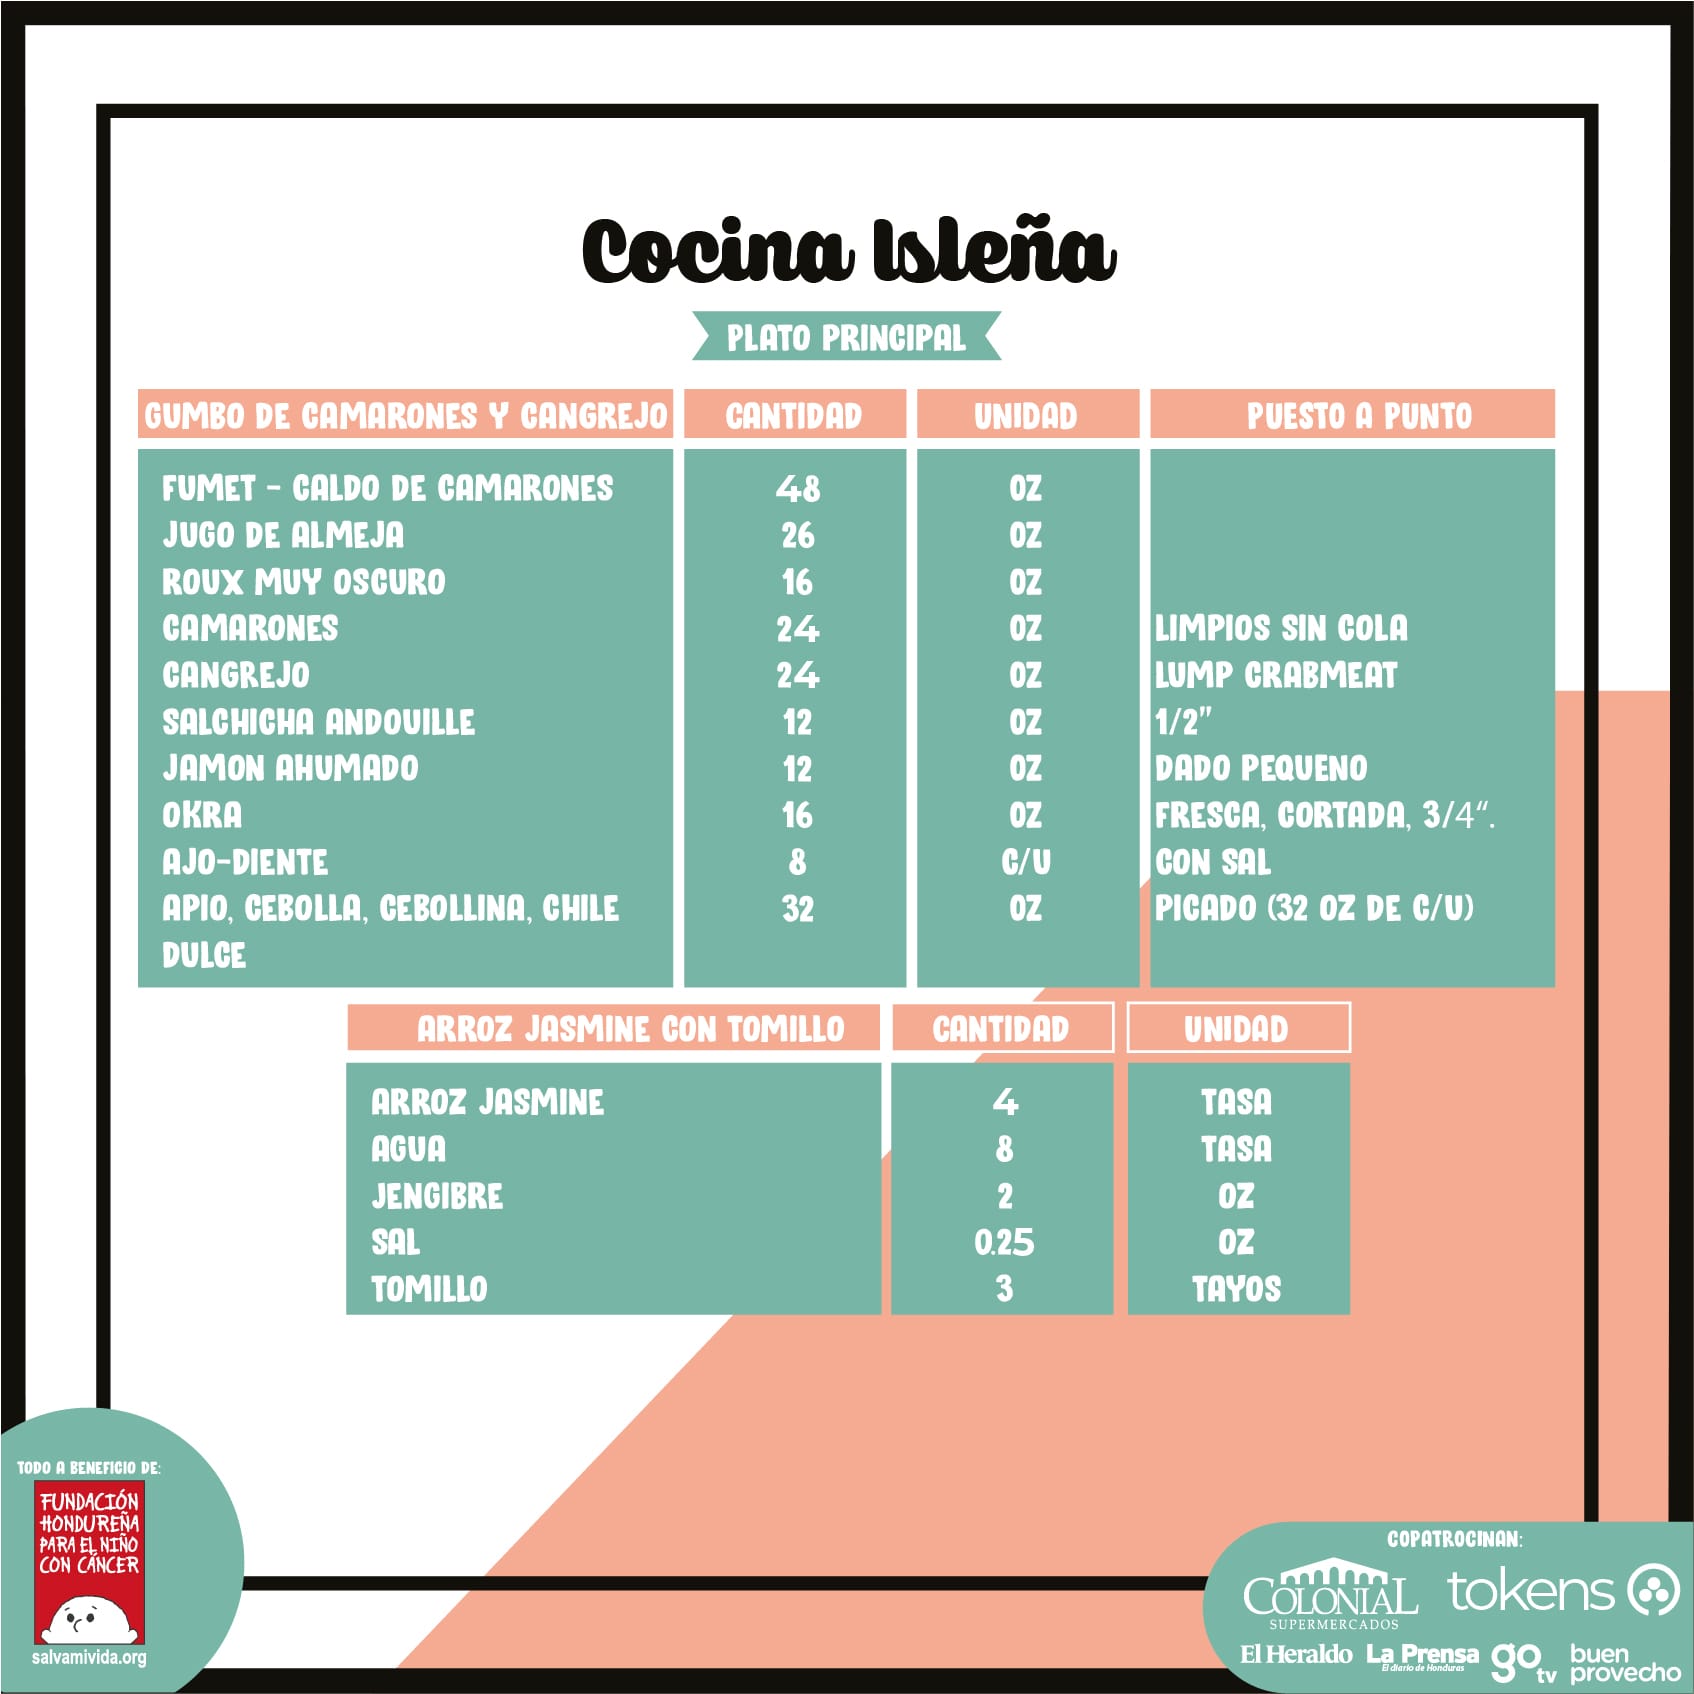 Cocina Isleña
PLATO PRINCIPAL
GUMBO DE CAMARONES Y CANGREJO CANTIDAD UNIDAD PUESTO A PUNTO
FUMET - CALDO DE CAMARONES 48 OZ
JUGO DE ALMEJA 26 OZ
ROUX MUY OSCURO 16 OZ
CAMARONES 24 OZ LIMPIOS SIN COLA
CANGREJO 24 OZ LUMP CRABMEAT
SALCHICHA ANDOUILLE 12 OZ 1/2"
JAMON AHUMADO 12 OZ DADO PEQUENO
OKRA 16 OZ FRESCA, CORTADA, 3/4“.
AJO-DIENTE 8 C/U CON SAL
APIO, CEBOLLA, CEBOLLINA, CHILE 32 OZ PICADO (32 OZ DE C/U)
DULCE
ARROZ JASMINE CON TOMILLO CANTIDAD UNIDAD
ARROZ JASMINE 4 TASA
AGUA 8 TASA
JENGIBRE 2 OZ
SAL 0.25 OZ
TOMILLO 3 TAYOS
TODO A BENEFICIO DE:
FUNDACIÓN
HONDUREÑA
PARA EL NIÑO
CON CÁNCER
salvamivida.org
COPATROCINAN:
COLONIAL
SUPERMERCADOS
tokens
El Heraldo
La Prensa
El diario de Honduras
go
tv
buen
provecho